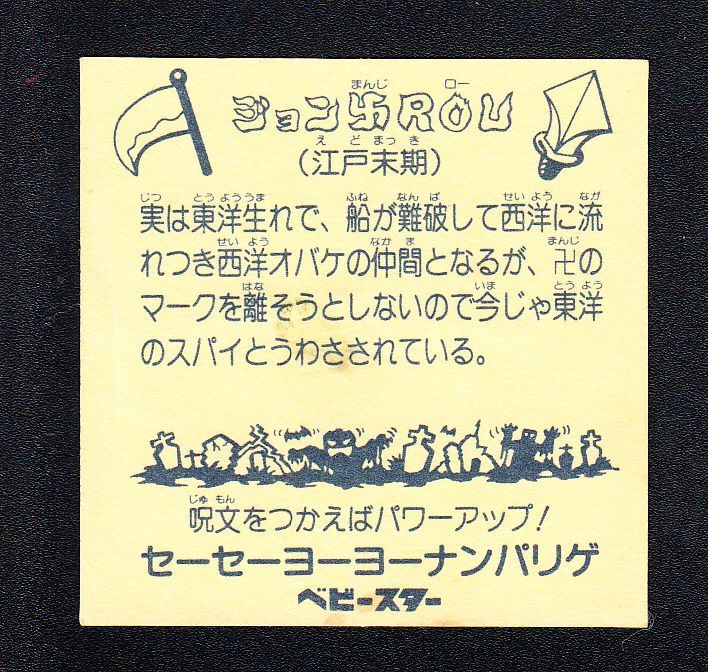 ジョン卐ROU
(江戸末期)
実は東洋生れで、船が難破して西洋に流
れつき西洋オバケの仲間となるが、卍の
マークを離そうとしないので今じゃ東洋
のスパイとうわさされている。
呪文をつかえばパワーアップ!
セーセーヨーヨーナンパリゲ
ベビースター